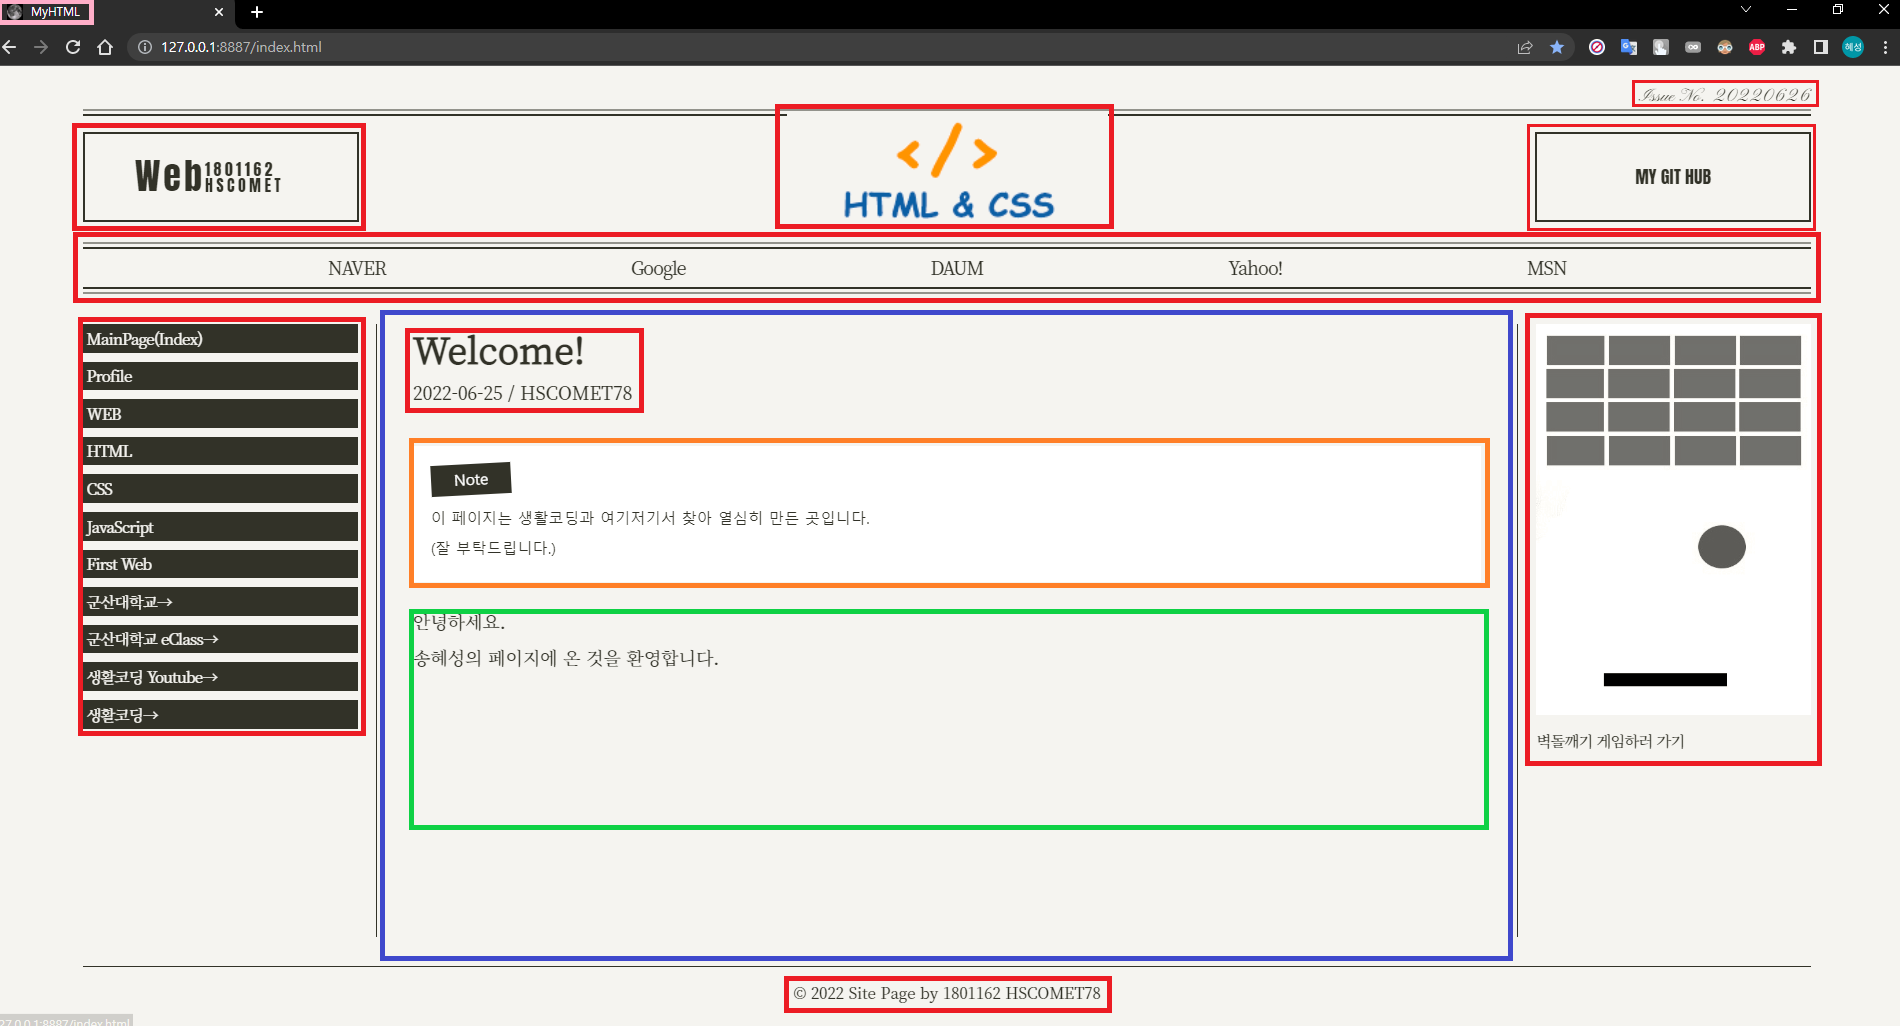 MyHTML
127.0.0.1:8887/index.html
ABP
혜성
Issue No. 20220626
Web 1801162 HSCOMET
</>
HTML & CSS
MY GIT HUB
NAVER Google DAUM Yahoo! MSN
MainPage(Index)
Profile
WEB
HTML
CSS
JavaScript
First Web
군산대학교→
군산대학교 eClass→
생활코딩 Youtube→
생활코딩→
Welcome!
2022-06-25 / HSCOMET78
Note
이 페이지는 생활코딩과 여기저기서 찾아 열심히 만든 곳입니다.
(잘 부탁드립니다.)
안녕하세요.
송혜성의 페이지에 온 것을 환영합니다.
벽돌깨기 게임하러 가기
© 2022 Site Page by 1801162 HSCOMET78
27.0.0.1:8887/index.html